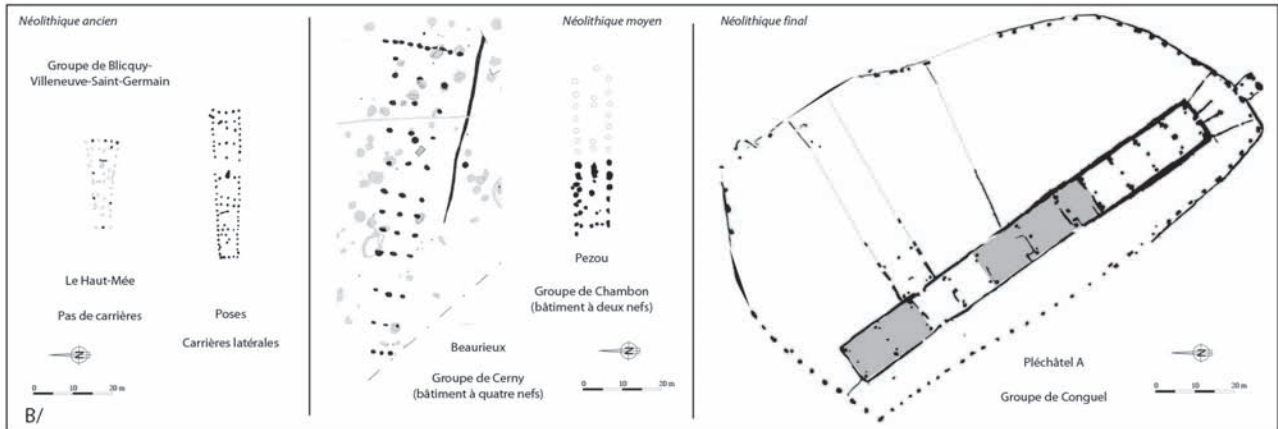 Néolithique ancien
Groupe de Blicquy-
Villeneuve-Saint-Germain
Le Haut-Mée
Pas de carrières
Poses
Carrières latérales
N
0 10 20 m
B/
Néolithique moyen
Pezou
Groupe de Chambon
(bâtiment à deux nefs)
Beaurieux
Groupe de Cerny
(bâtiment à quatre nefs)
N
0 10 20 m
Néolithique final
Pléchâtel A
Groupe de Conguel
N
0 10 20 m